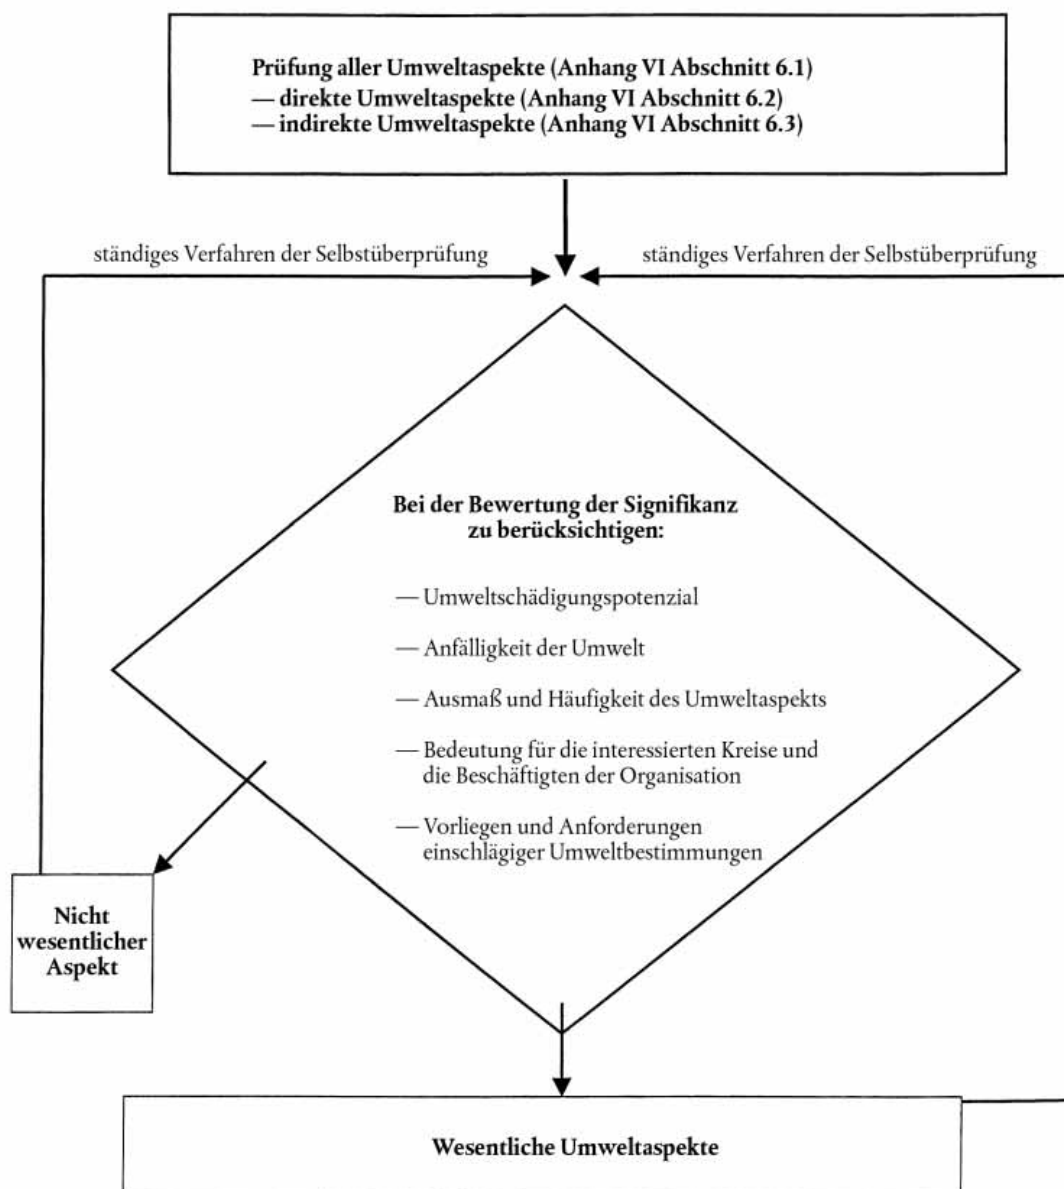 Prüfung aller Umweltaspekte (Anhang VI Abschnitt 6.1)
— direkte Umweltaspekte (Anhang VI Abschnitt 6.2)
— indirekte Umweltaspekte (Anhang VI Abschnitt 6.3)
ständiges Verfahren der Selbstüberprüfung
ständiges Verfahren der Selbstüberprüfung
Bei der Bewertung der Signifikanz
zu berücksichtigen:
— Umweltschädigungspotenzial
— Anfälligkeit der Umwelt
— Ausmaß und Häufigkeit des Umweltaspekts
— Bedeutung für die interessierten Kreise und
die Beschäftigten der Organisation
— Vorliegen und Anforderungen
einschlägiger Umweltbestimmungen
Nicht
wesentlicher
Aspekt
Wesentliche Umweltaspekte